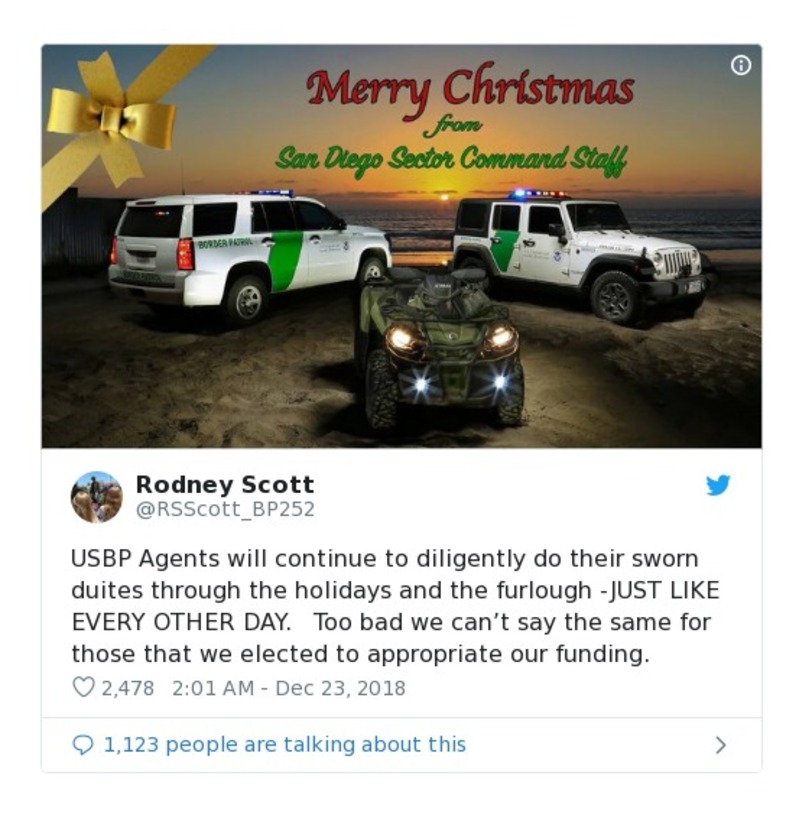 Merry Christmas
from
San Diego Sector Command Staff
BORDER PATROL
BORDER PATROL
Rodney Scott
@RSScott_BP252
USBP Agents will continue to diligently do their sworn
duites through the holidays and the furlough -JUST LIKE
EVERY OTHER DAY.   Too bad we can’t say the same for
those that we elected to appropriate our funding.
2,478   2:01 AM - Dec 23, 2018
1,123 people are talking about this